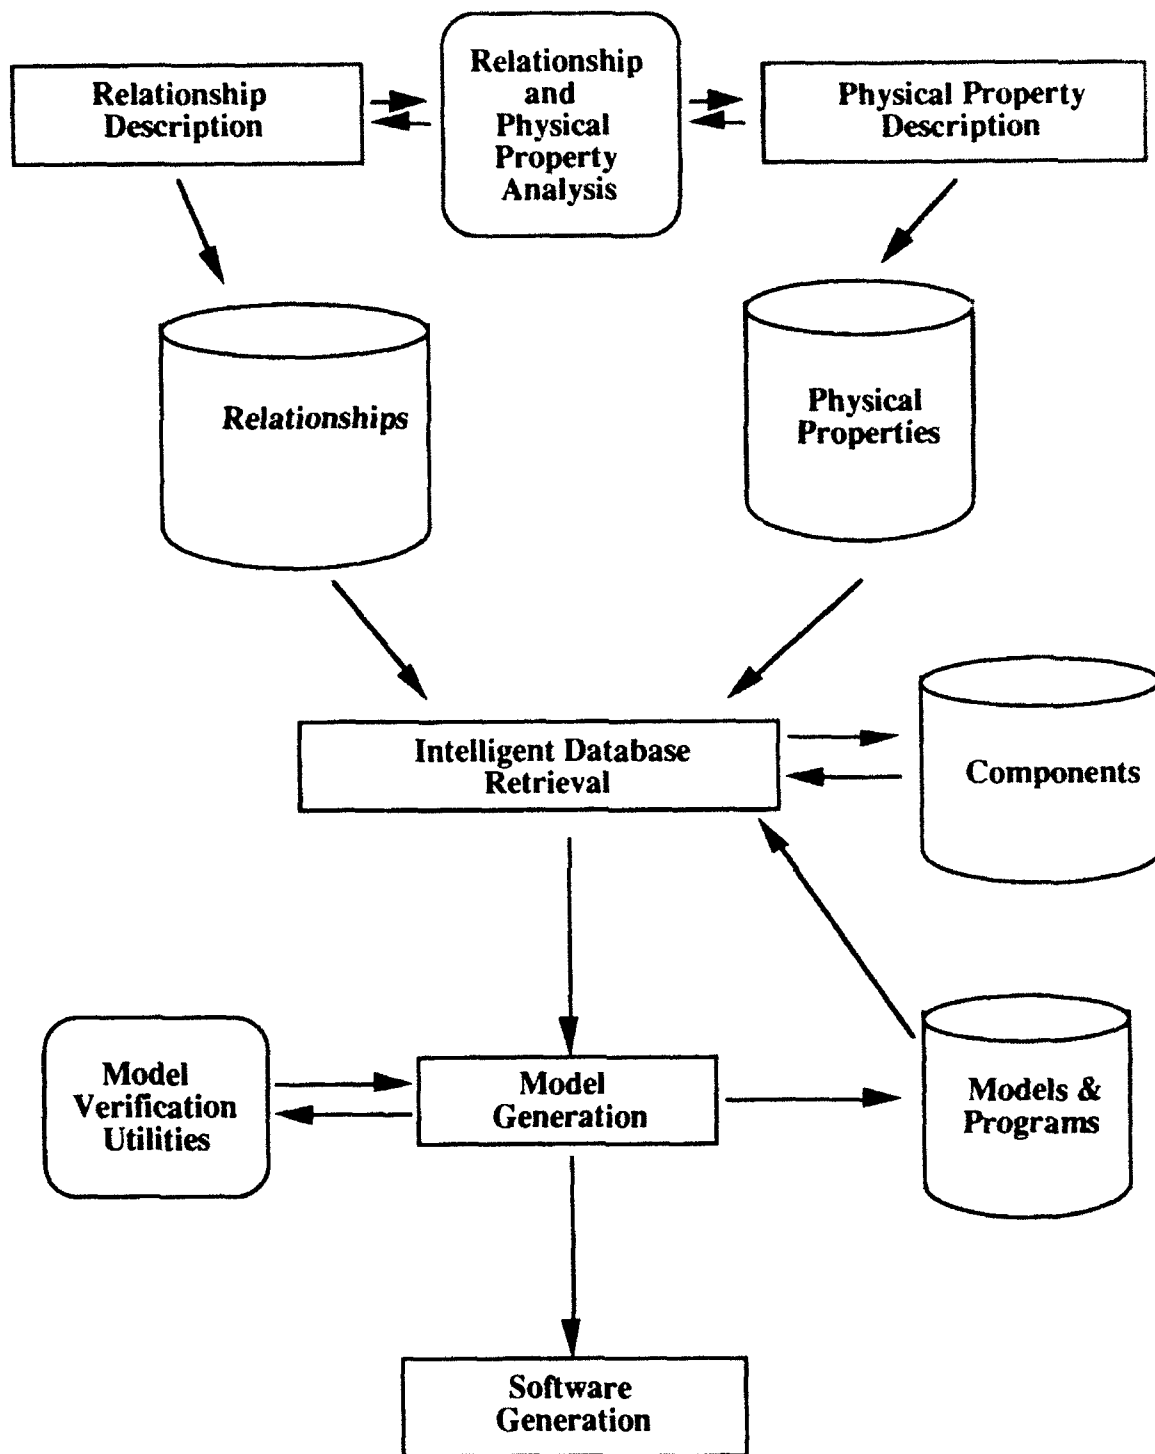 Relationship
Description
Relationship
and
Physical
Property
Analysis
Physical Property
Description
Relationships
Physical
Properties
Intelligent Database
Retrieval
Components
Model
Verification
Utilities
Model
Generation
Models &
Programs
Software
Generation